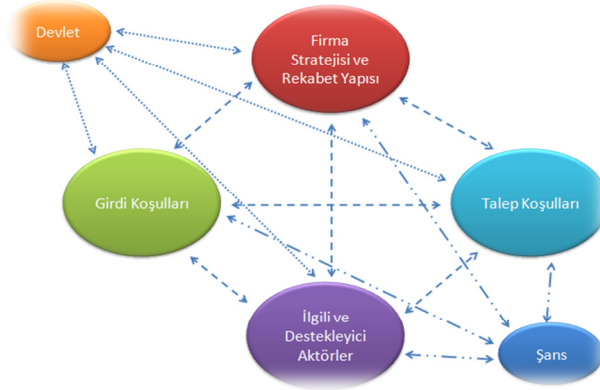 Devlet
Firma
Stratejisi ve
Rekabet Yapısı
Girdi Koşulları
Talep Koşulları
İlgili ve
Destekleyici
Aktörler
Şans